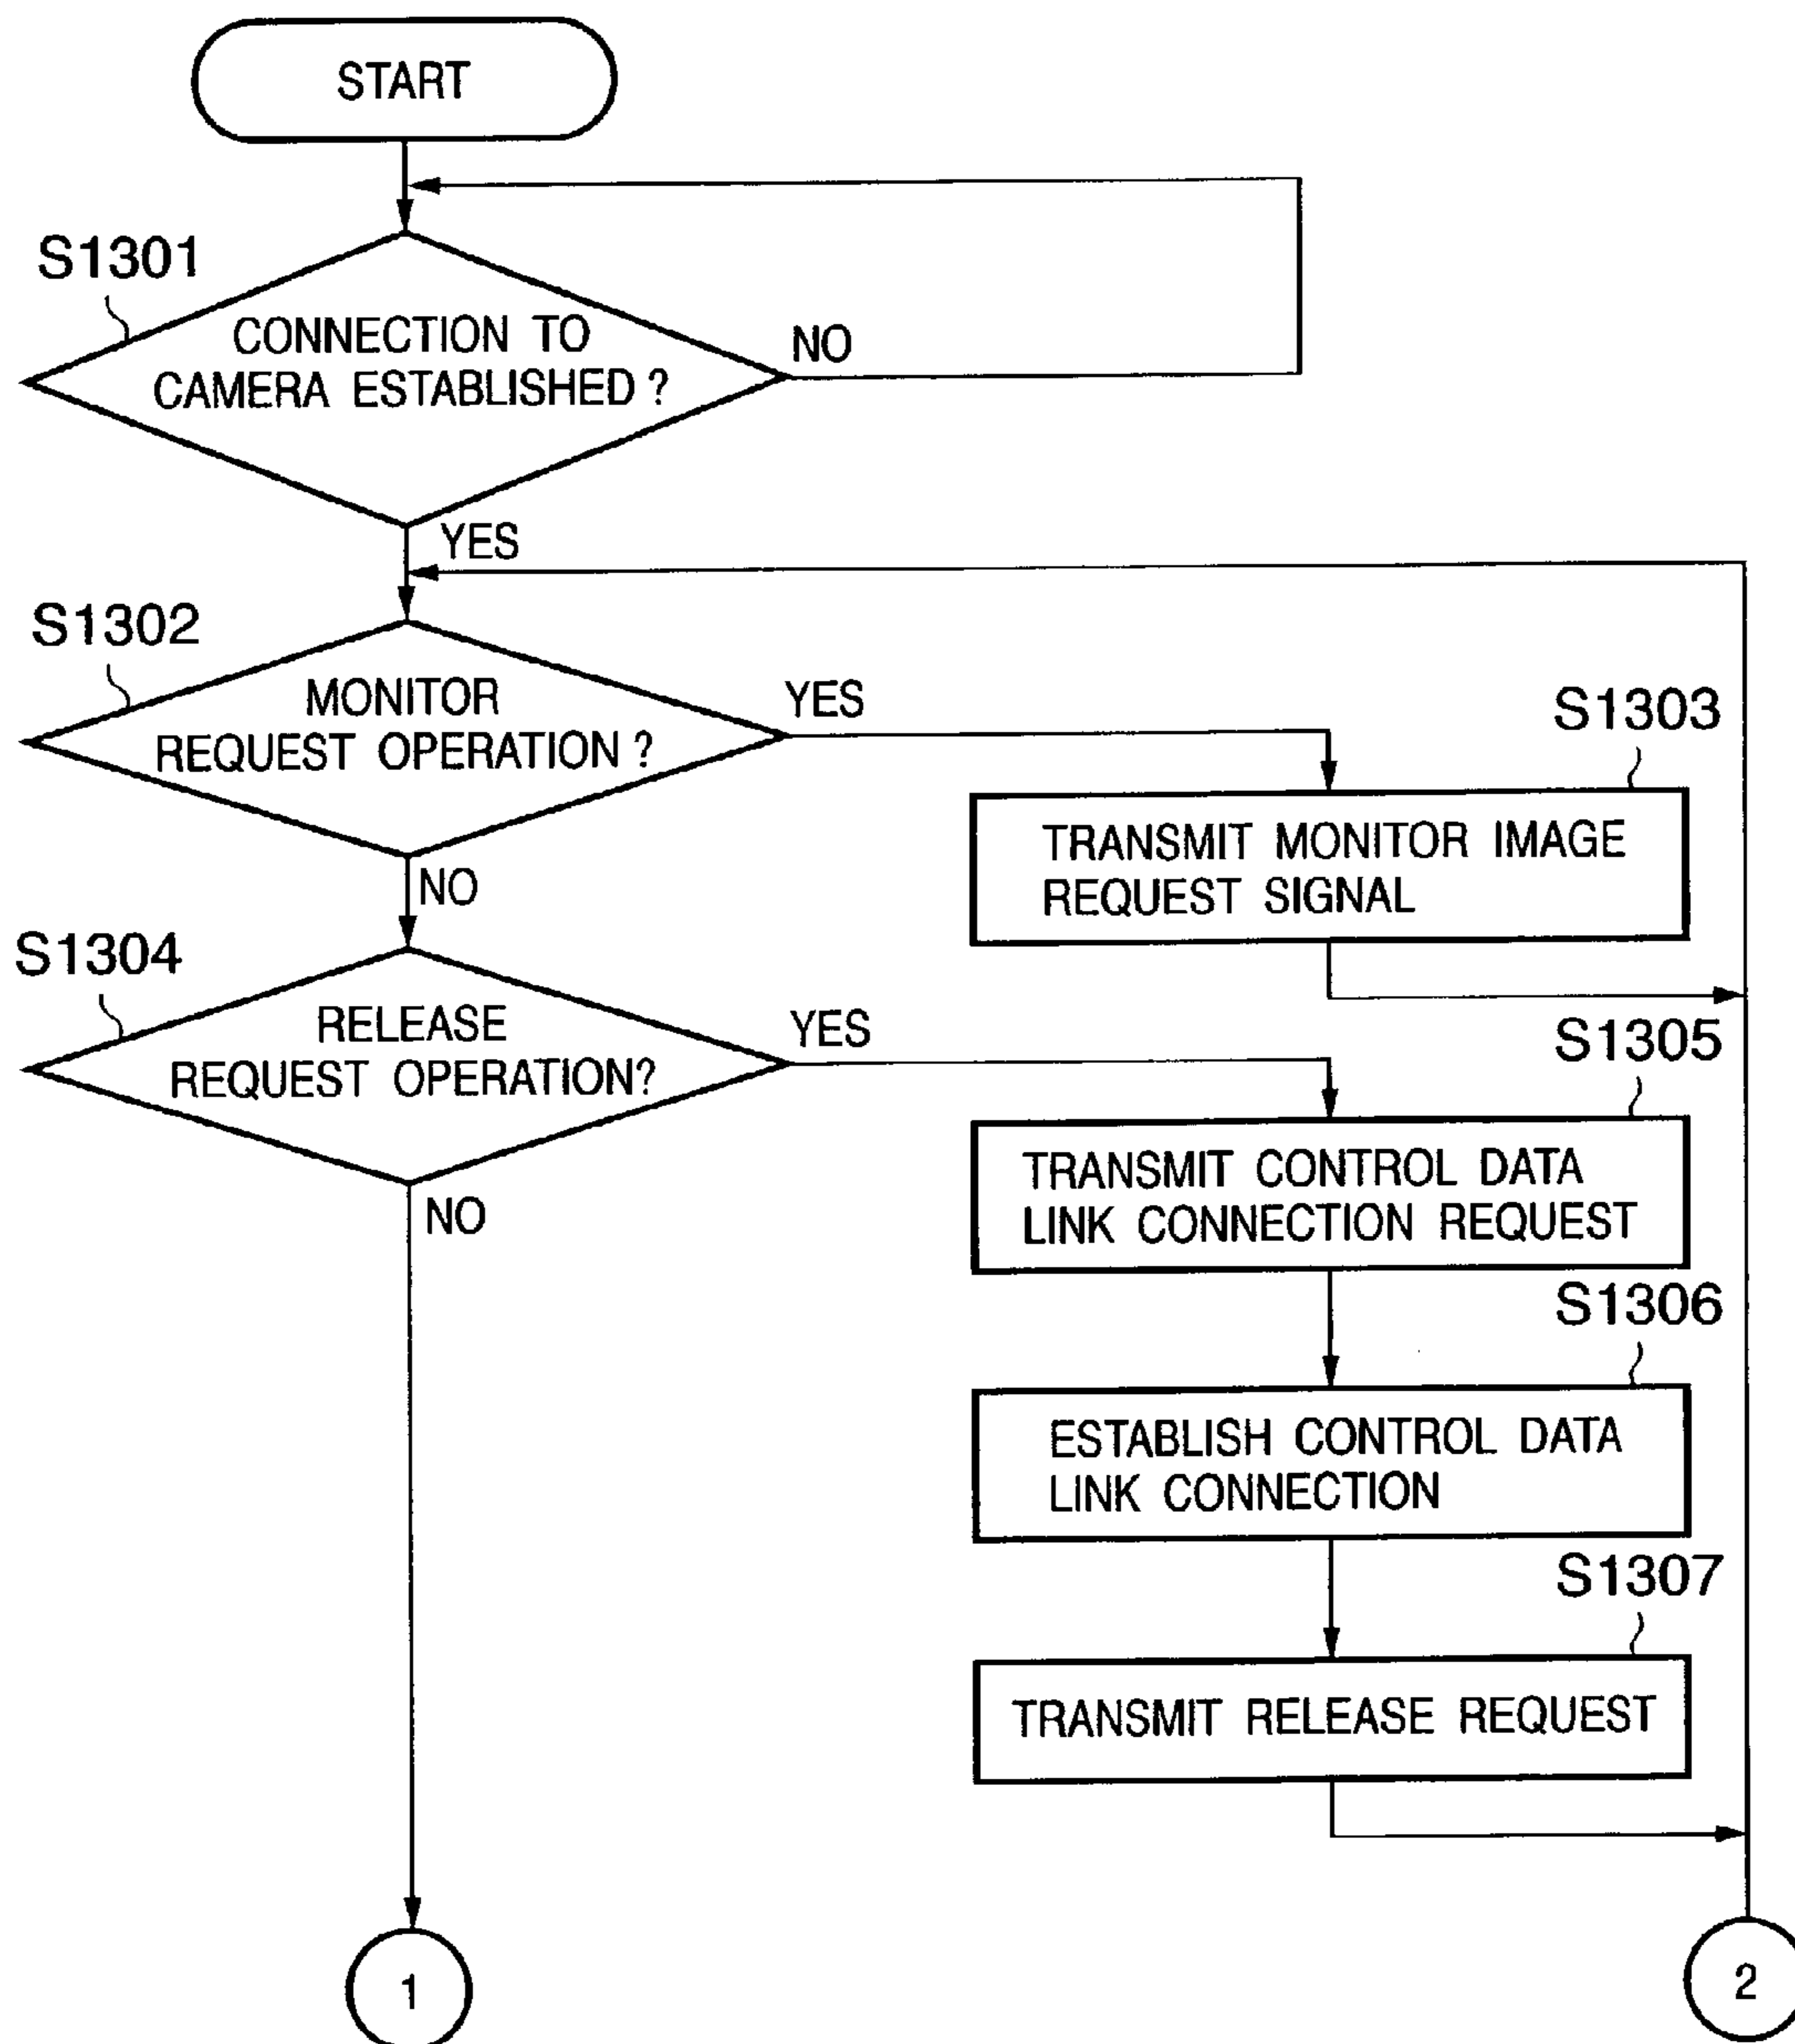 START
S1301
CONNECTION TO
CAMERA ESTABLISHED ?
NO
YES
S1302
MONITOR
REQUEST OPERATION ?
YES
S1303
TRANSMIT MONITOR IMAGE
REQUEST SIGNAL
NO
S1304
RELEASE
REQUEST OPERATION?
YES
S1305
TRANSMIT CONTROL DATA
LINK CONNECTION REQUEST
NO
S1306
ESTABLISH CONTROL DATA
LINK CONNECTION
S1307
TRANSMIT RELEASE REQUEST
1
2